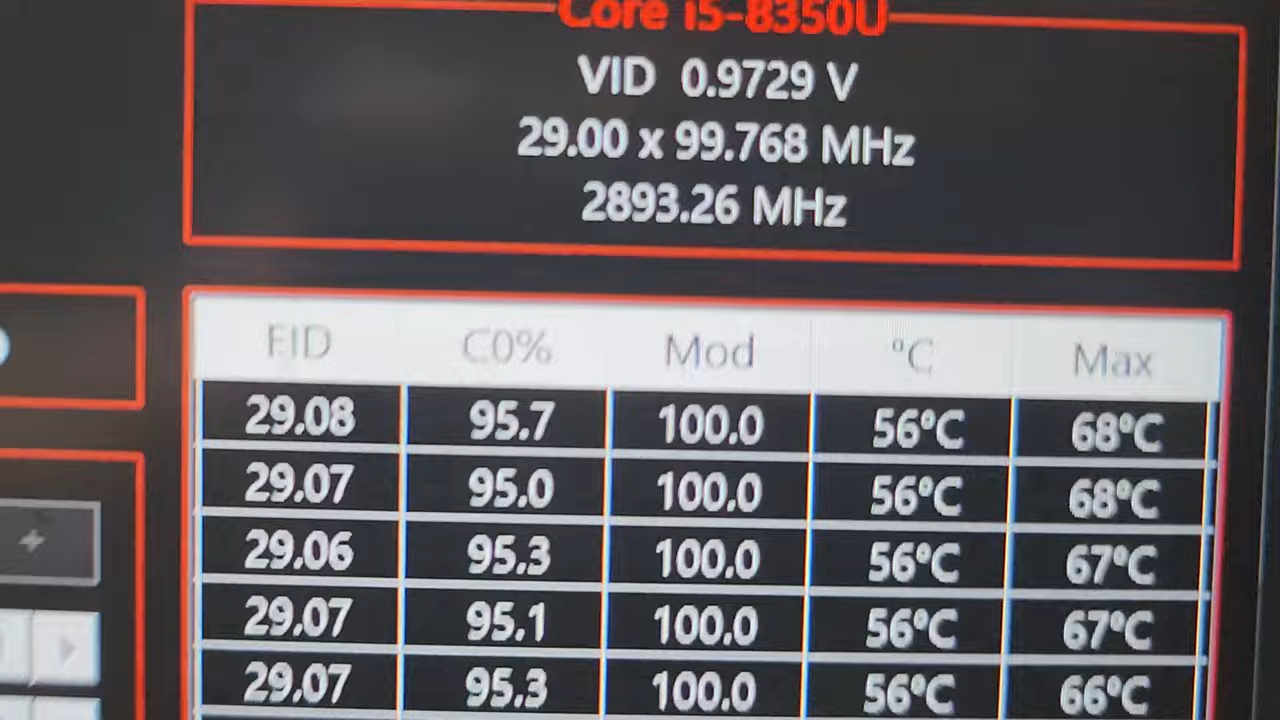 Core i5-8350U
VID 0.9729 V
29.00 x 99.768 MHz
2893.26 MHz
FID C0% Mod °C Max
29.08 95.7 100.0 56°C 68°C
29.07 95.0 100.0 56°C 68°C
29.06 95.3 100.0 56°C 67°C
29.07 95.1 100.0 56°C 67°C
29.07 95.3 100.0 56°C 66°C